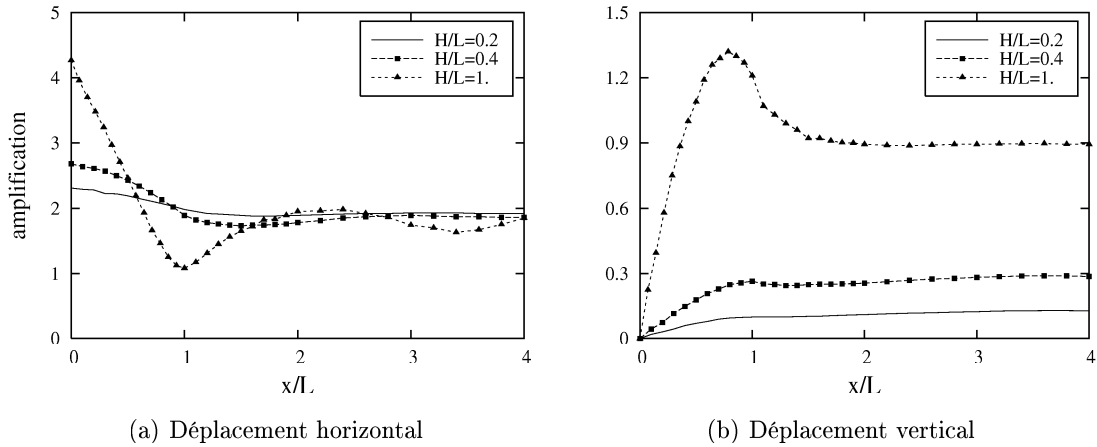 5
4
3
2
1
0
amplification
H/L=0.2
H/L=0.4
H/L=1.
0
1
2
3
4
x/L
(a) Déplacement horizontal
1.5
1.2
0.9
0.6
0.3
0
H/L=0.2
H/L=0.4
H/L=1.
0
1
2
3
4
x/L
(b) Déplacement vertical